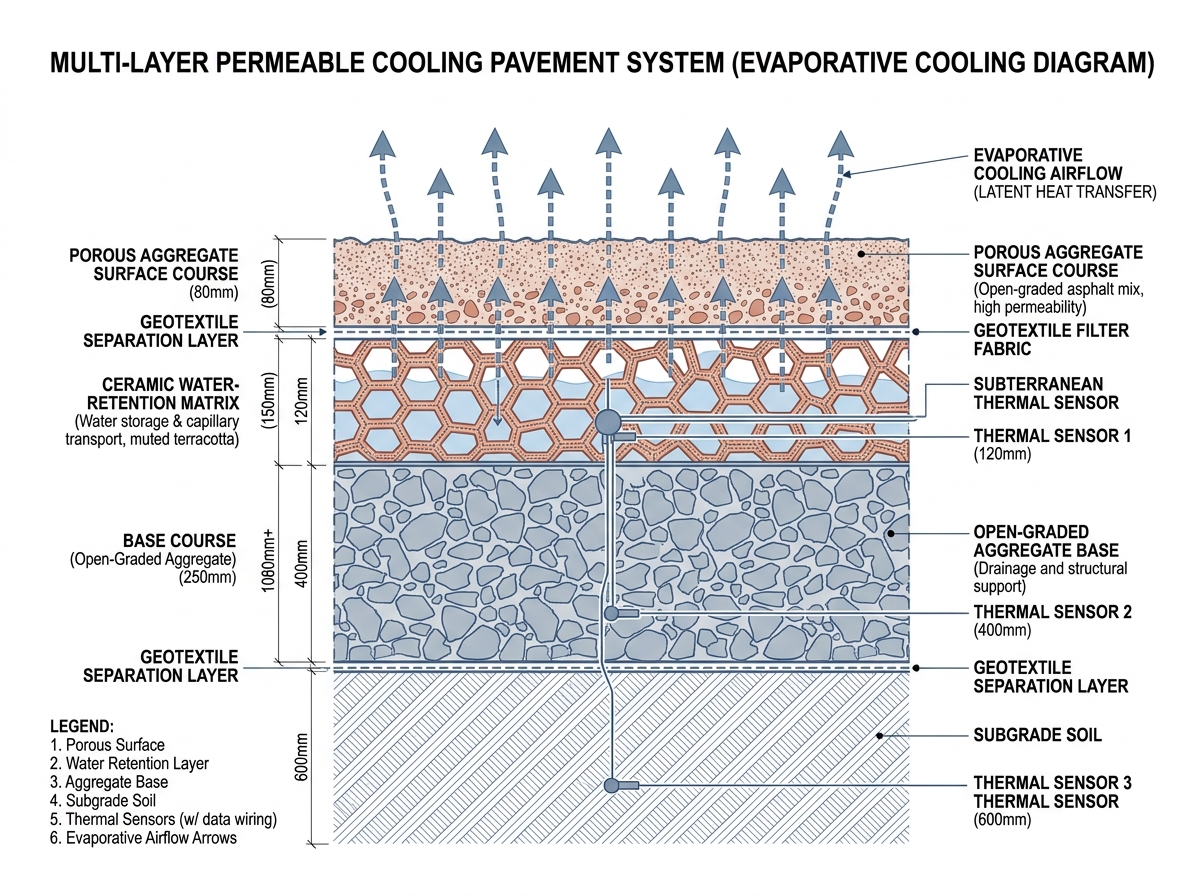 MULTI-LAYER PERMEABLE COOLING PAVEMENT SYSTEM (EVAPORATIVE COOLING DIAGRAM)
POROUS AGGREGATE
SURFACE COURSE
(80mm)
GEOTEXTILE
SEPARATION LAYER
CERAMIC WATER-
RETENTION MATRIX
(Water storage & capillary
transport, muted terracotta)
BASE COURSE
(Open-Graded Aggregate)
(250mm)
GEOTEXTILE
SEPARATION LAYER
(80mm)
(150mm)
120mm
1080mm+
400mm
600mm
EVAPORATIVE
COOLING AIRFLOW
(LATENT HEAT TRANSFER)
POROUS AGGREGATE
SURFACE COURSE
(Open-graded asphalt mix,
high permeability)
GEOTEXTILE FILTER
FABRIC
SUBTERRANEAN
THERMAL SENSOR
THERMAL SENSOR 1
(120mm)
OPEN-GRADED
AGGREGATE BASE
(Drainage and structural
support)
THERMAL SENSOR 2
(400mm)
GEOTEXTILE
SEPARATION LAYER
SUBGRADE SOIL
THERMAL SENSOR 3
THERMAL SENSOR
(600mm)
LEGEND:
1. Porous Surface
2. Water Retention Layer
3. Aggregate Base
4. Subgrade Soil
5. Thermal Sensors (w/ data wiring)
6. Evaporative Airflow Arrows